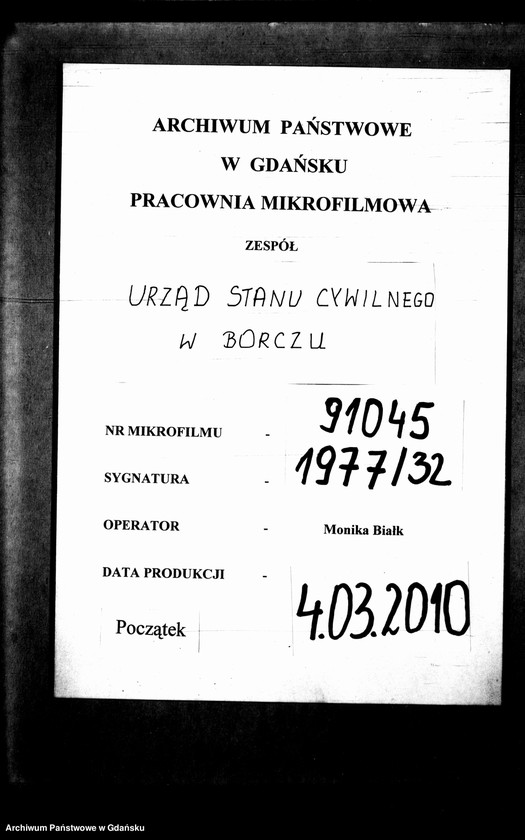 ARCHIWUM PAŃSTWOWE
W GDAŃSKU
PRACOWNIA MIKROFILMOWA
ZESPÓŁ
URZĄD STANU CYWILNEGO
W BORCZU
NR MIKROFILMU - 91045
SYGNATURA - 1977/32
OPERATOR - Monika Białk
DATA PRODUKCJI - 4.03.2010
Początek
Archiwum Państwowe w Gdańsku